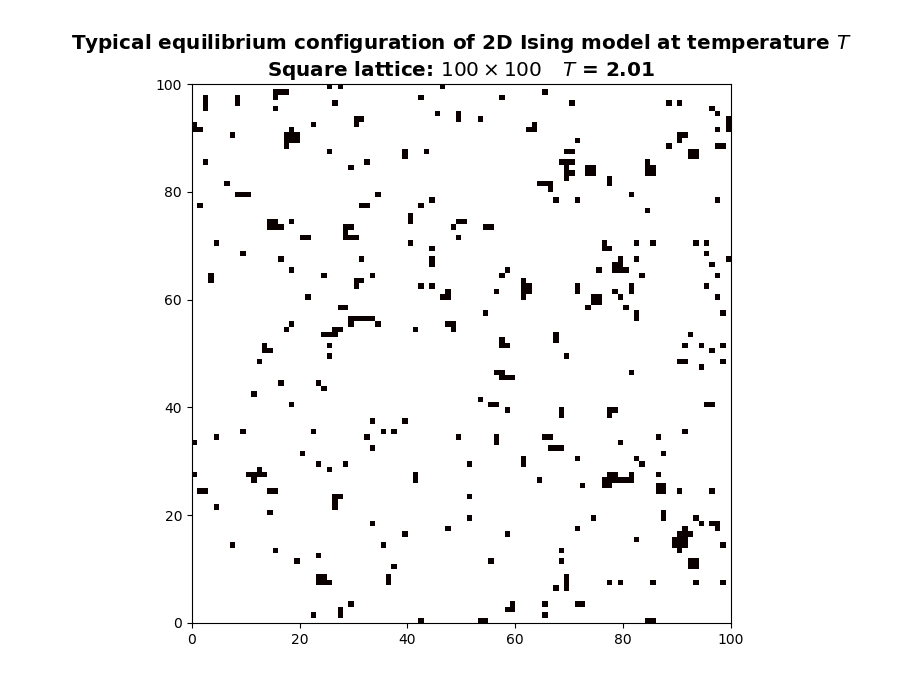 Typical equilibrium configuration of 2D Ising model at temperature T
Square lattice: 100 × 100 T = 2.01
100
80
60
40
20
0
0 20 40 60 80 100